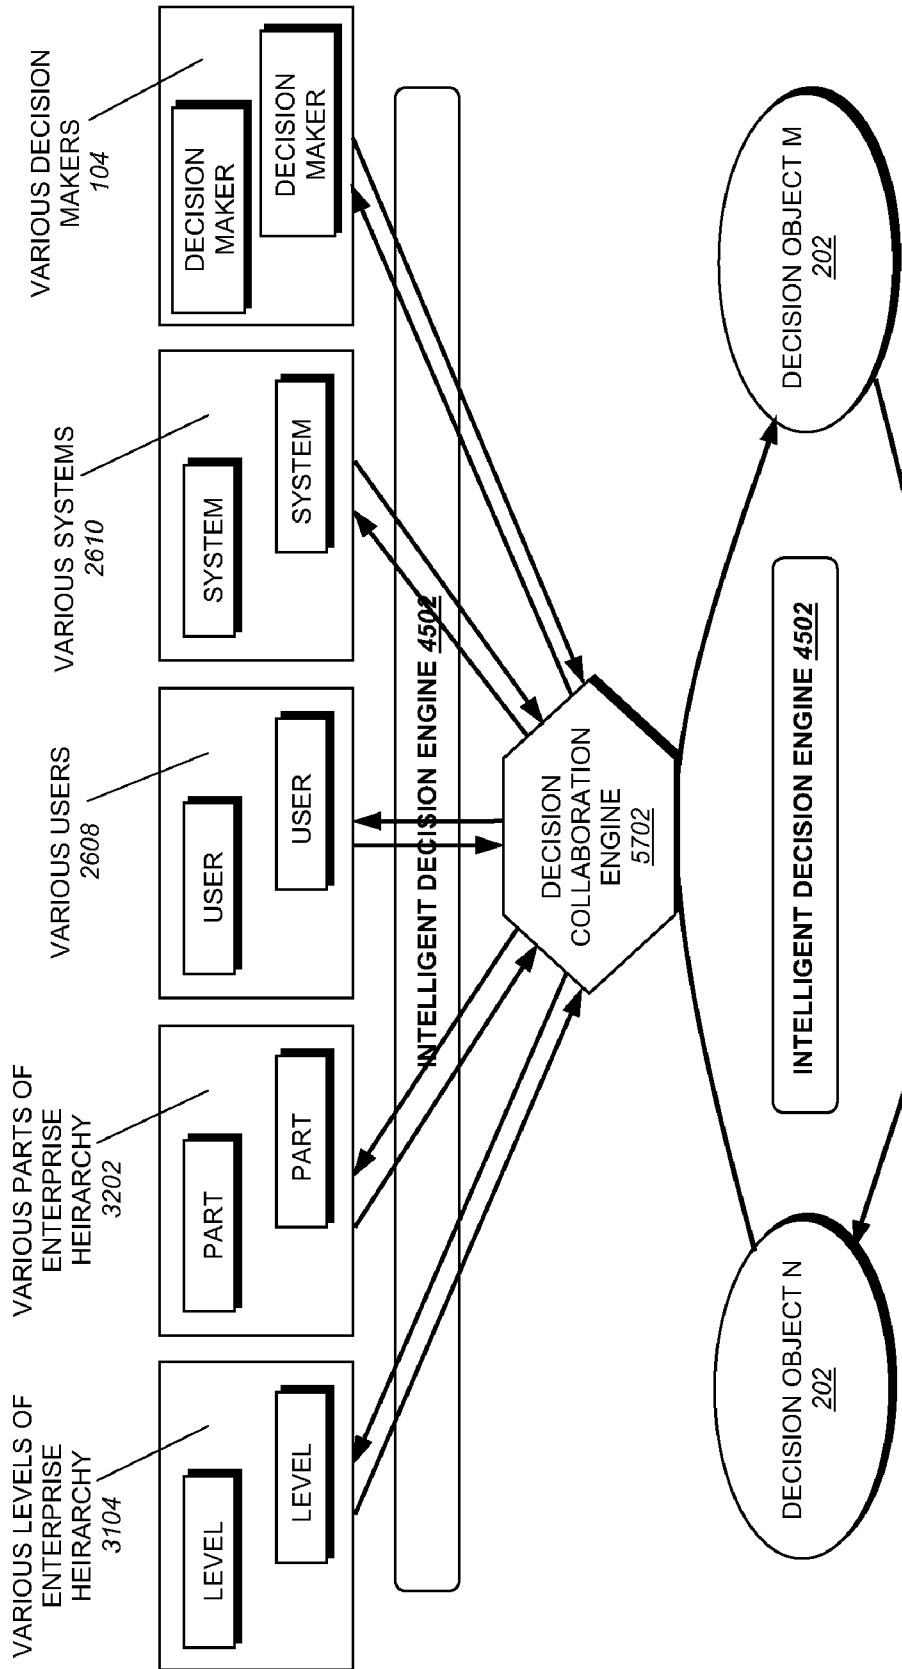 VARIOUS LEVELS OF
ENTERPRISE
HEIRARCHY
3104
VARIOUS PARTS OF
ENTERPRISE
HEIRARCHY
3202
VARIOUS USERS
2608
VARIOUS SYSTEMS
2610
VARIOUS DECISION
MAKERS
104
LEVEL
LEVEL
PART
PART
USER
USER
SYSTEM
SYSTEM
DECISION
MAKER
DECISION
MAKER
INTELLIGENT DECISION ENGINE 4502
DECISION
COLLABORATION
ENGINE
5702
DECISION OBJECT N
202
INTELLIGENT DECISION ENGINE 4502
DECISION OBJECT M
202